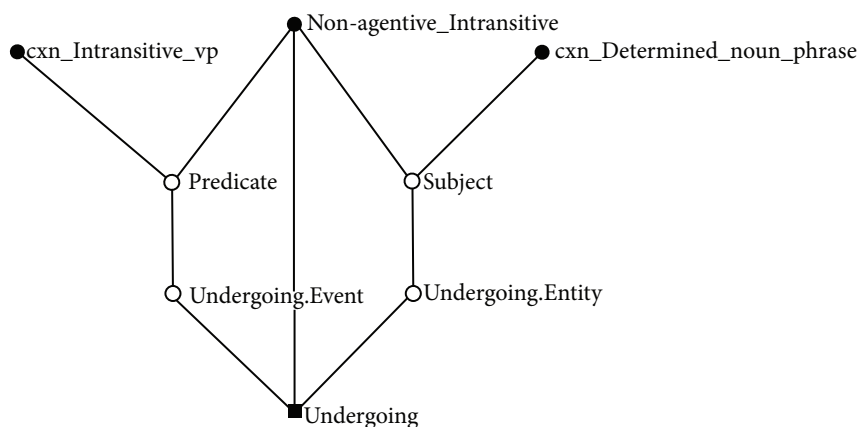 Non-agentive_Intransitive
cxn_Intransitive_vp
cxn_Determined_noun_phrase
Predicate
Subject
Undergoing.Event
Undergoing.Entity
Undergoing